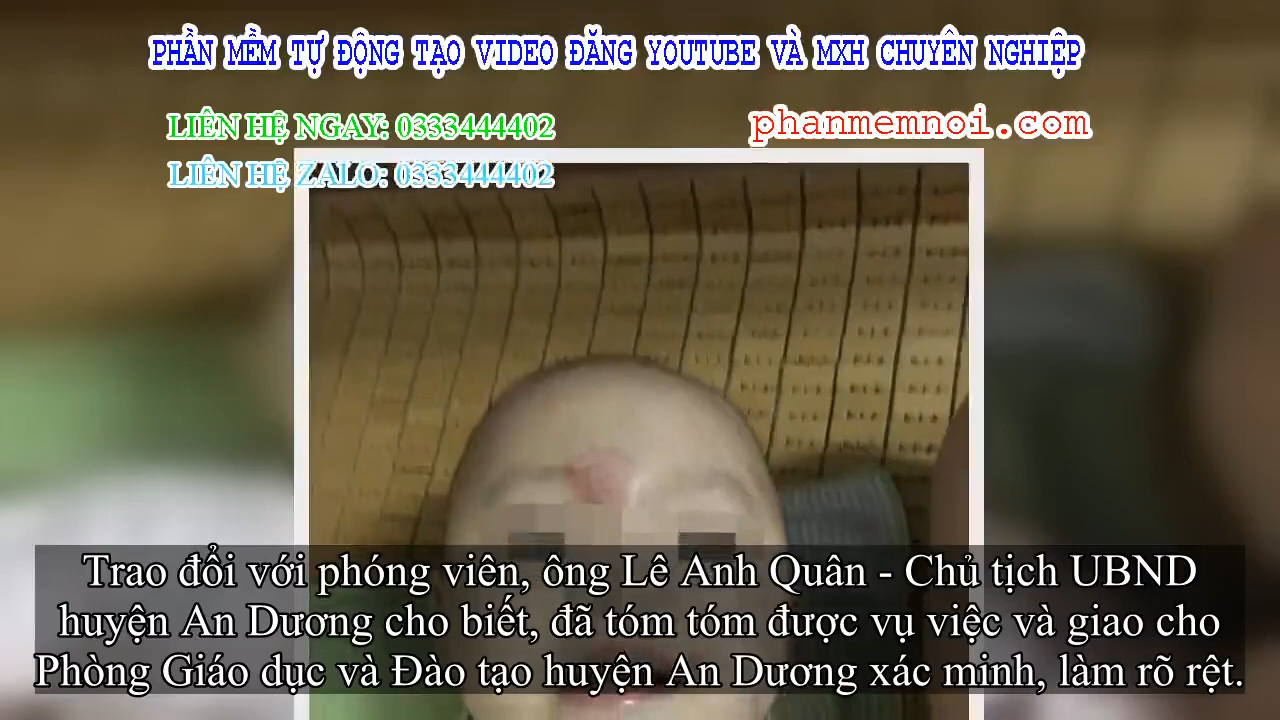 PHẦN MỀM TỰ ĐỘNG TẠO VIDEO ĐĂNG YOUTUBE VÀ MXH CHUYÊN NGHIỆP
LIÊN HỆ NGAY: 0333444402
phanmemnoi.com
LIÊN HỆ ZALO: 0333444402
Trao đổi với phóng viên, ông Lê Anh Quân - Chủ tịch UBND
huyện An Dương cho biết, đã tóm tóm được vụ việc và giao cho
Phòng Giáo dục và Đào tạo huyện An Dương xác minh, làm rõ rệt.